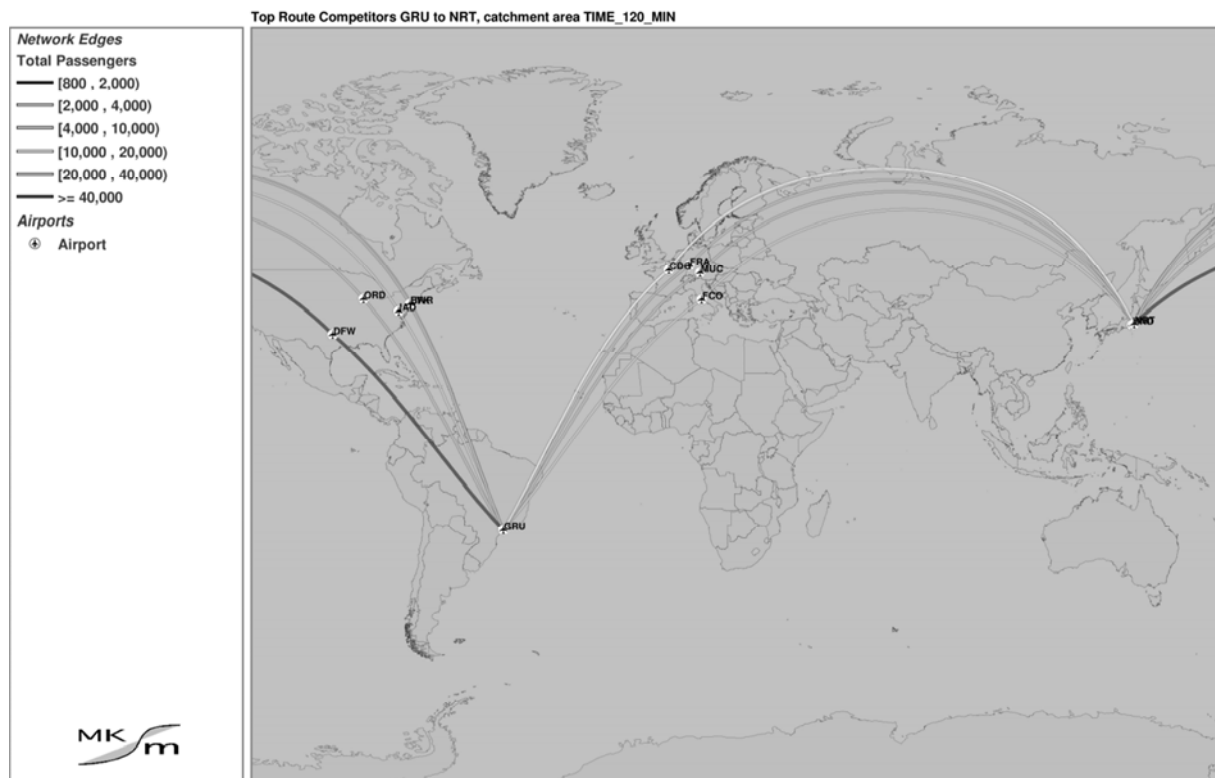 Top Route Competitors GRU to NRT, catchment area TIME_120_MIN
Network Edges
Total Passengers
[800 , 2,000)
[2,000 , 4,000)
[4,000 , 10,000)
[10,000 , 20,000)
[20,000 , 40,000)
>= 40,000
Airports
Airport
CDG
FRA
MUC
FCO
ORD
IAD
DFW
GRU
MK
m